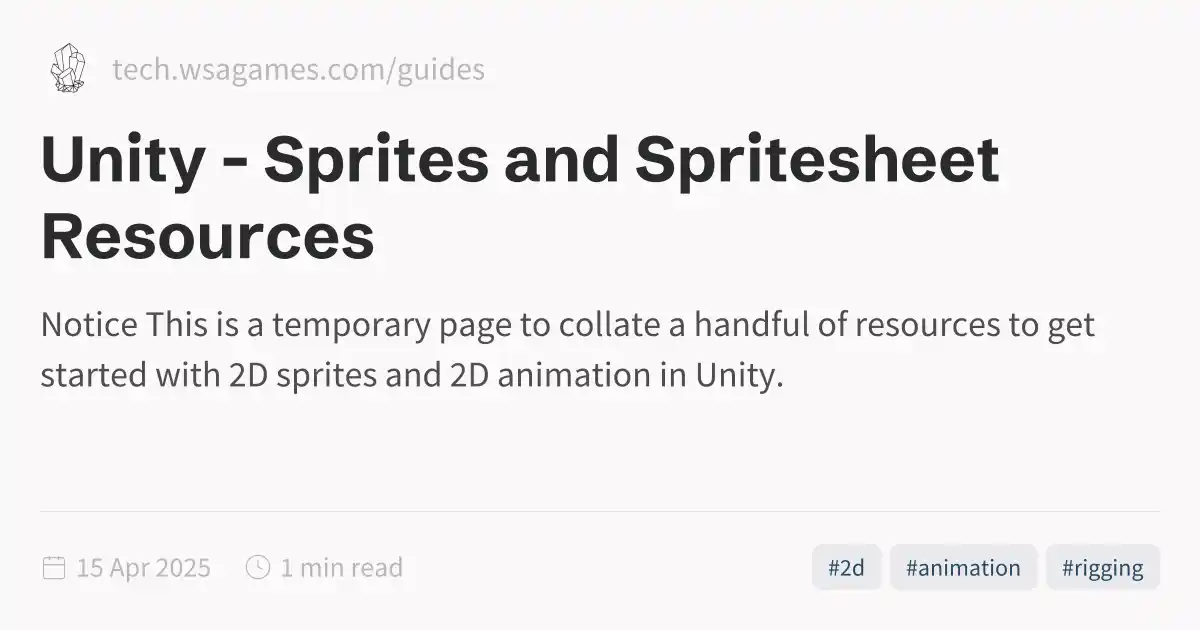 tech.wsagames.com/guides
Unity - Sprites and Spritesheet
Resources
Notice This is a temporary page to collate a handful of resources to get
started with 2D sprites and 2D animation in Unity.
15 Apr 2025 1 min read #2d #animation #rigging